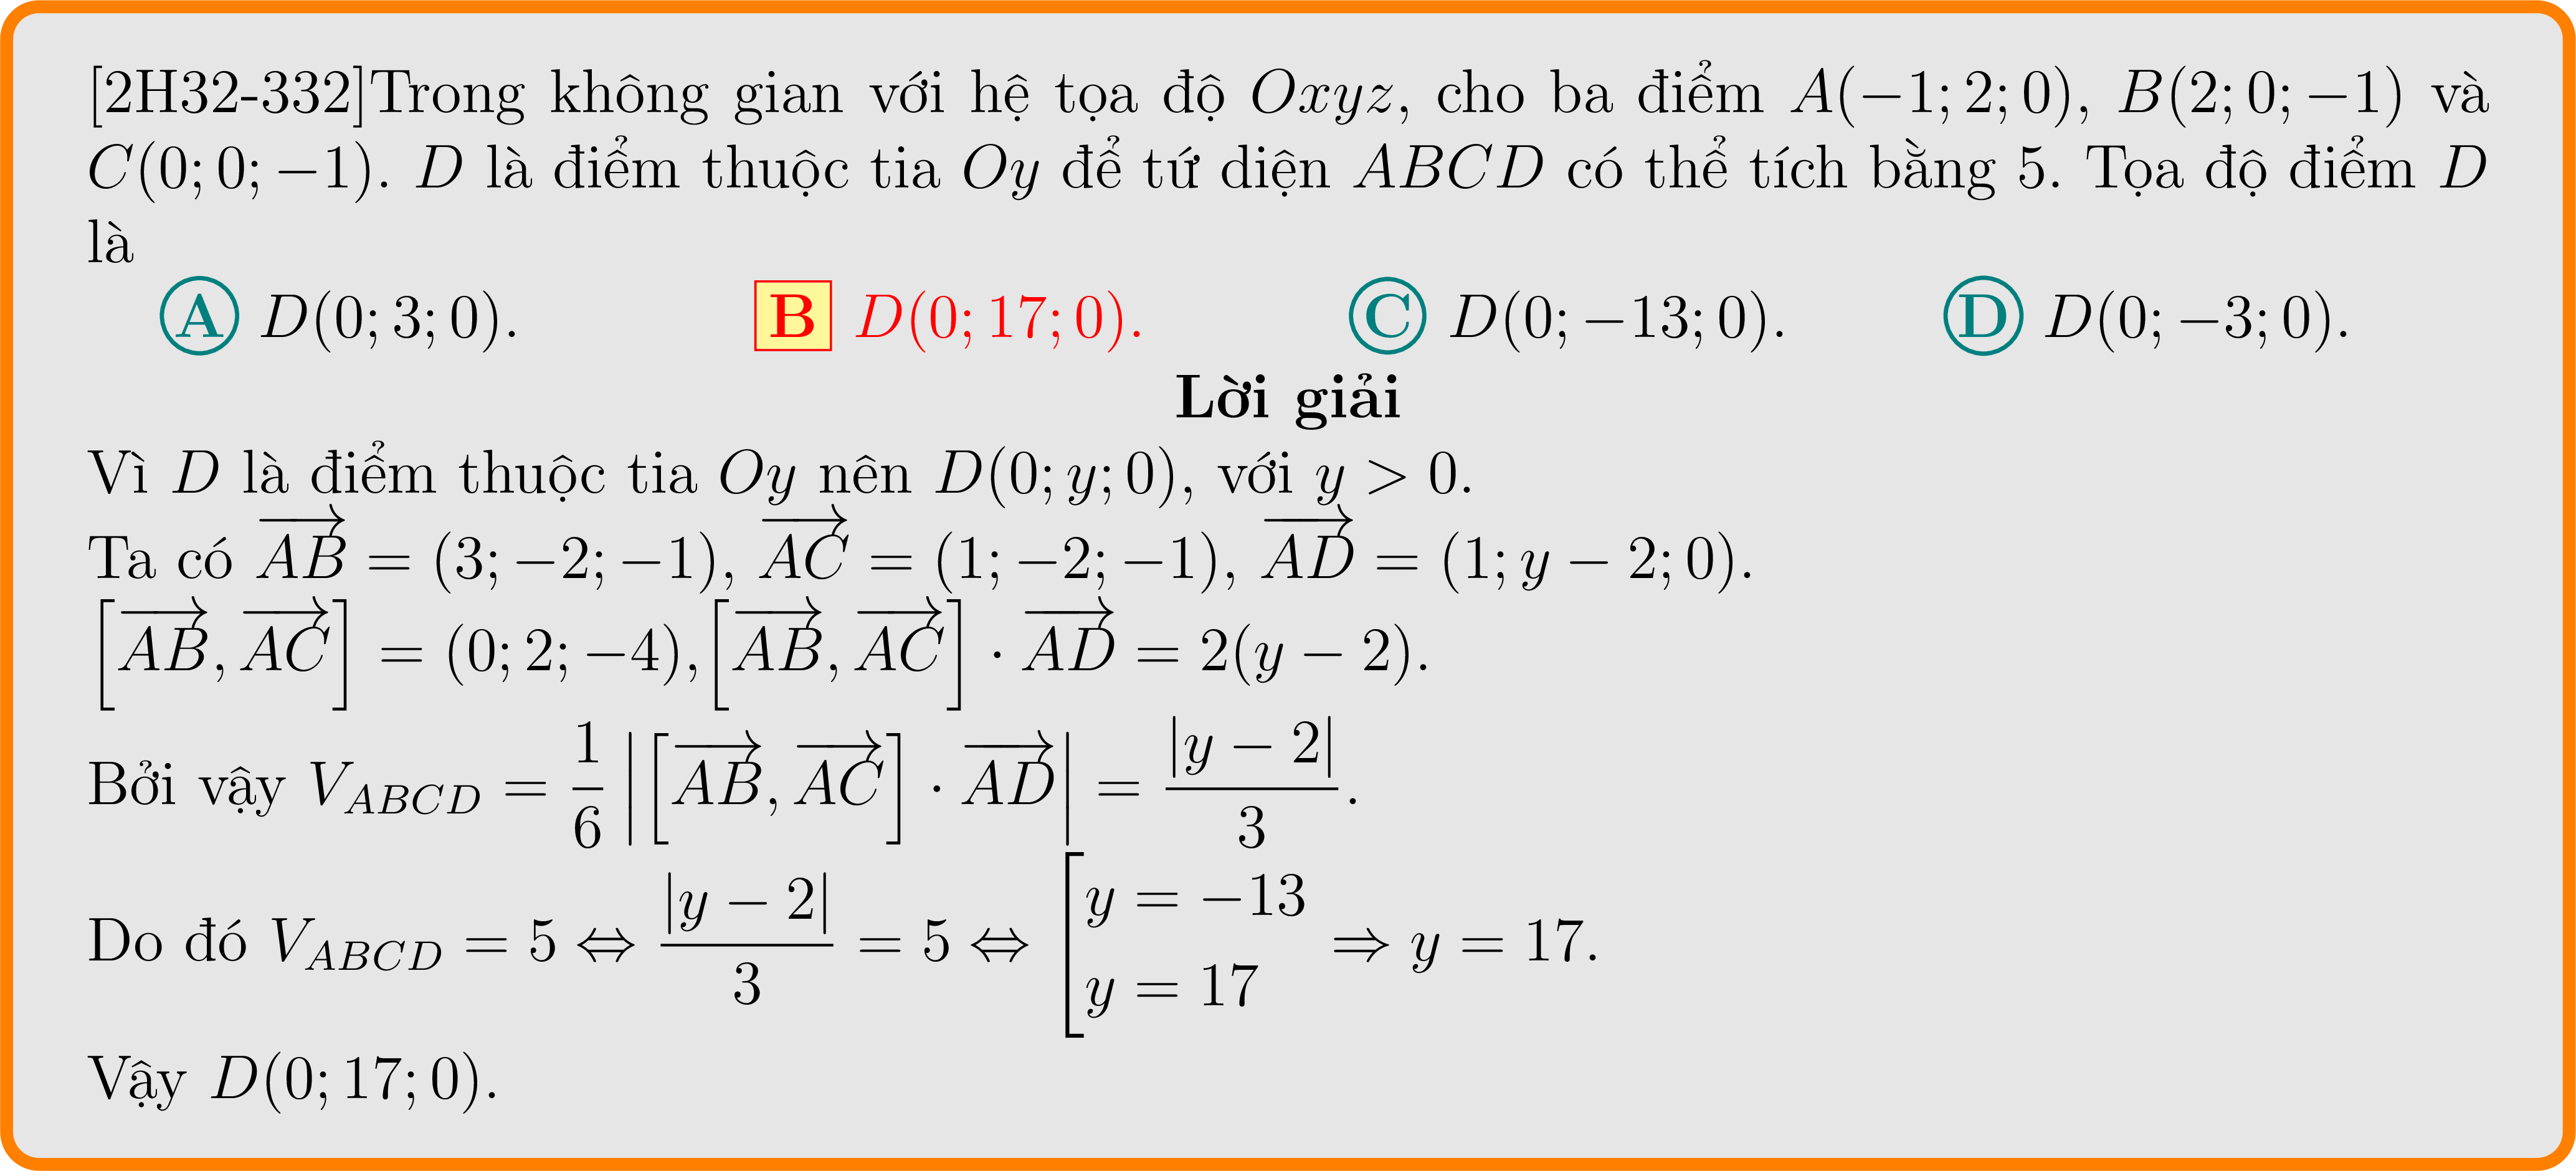 [2H32-332]Trong không gian với hệ tọa độ Oxyz, cho ba điểm A(−1; 2; 0), B(2; 0; −1) và
C(0; 0; −1). D là điểm thuộc tia Oy để tứ diện ABCD có thể tích bằng 5. Tọa độ điểm D
là
A D(0; 3; 0). B D(0; 17; 0). C D(0; −13; 0). D D(0; −3; 0).
Lời giải
Vì D là điểm thuộc tia Oy nên D(0; y; 0), với y > 0.
Ta có $\overrightarrow{AB}$ = (3; −2; −1), $\overrightarrow{AC}$ = (1; −2; −1), $\overrightarrow{AD}$ = (1; y − 2; 0).
$\left[\overrightarrow{AB}, \overrightarrow{AC}\right]$ = (0; 2; −4), $\left[\overrightarrow{AB}, \overrightarrow{AC}\right] \cdot \overrightarrow{AD}$ = 2(y − 2).
Bởi vậy $V_{ABCD} = \frac{1}{6}\left|\left[\overrightarrow{AB}, \overrightarrow{AC}\right] \cdot \overrightarrow{AD}\right| = \frac{|y - 2|}{3}$.
Do đó $V_{ABCD} = 5 \Leftrightarrow \frac{|y - 2|}{3} = 5 \Leftrightarrow \left[\begin{array}{l} y = -13 \\ y = 17 \end{array}\right. \Rightarrow y = 17$.
Vậy D(0; 17; 0).